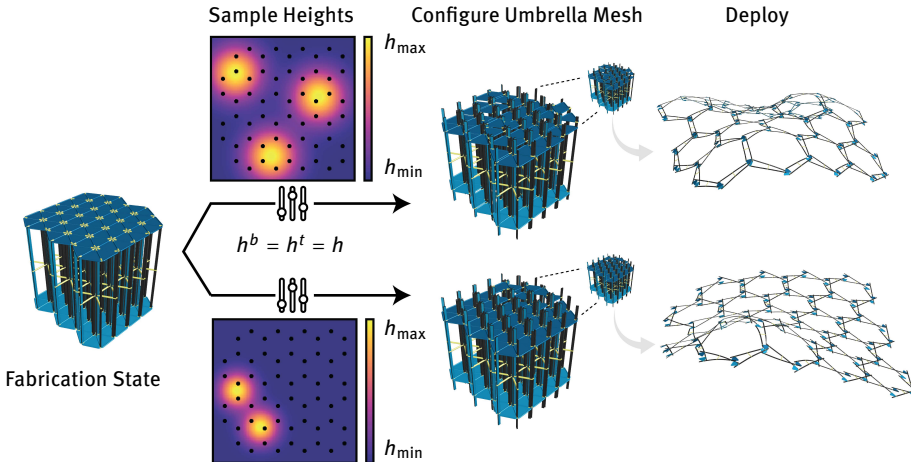 Sample Heights
Configure Umbrella Mesh
Deploy
h_max
h_min
h^b = h^t = h
Fabrication State
h_max
h_min